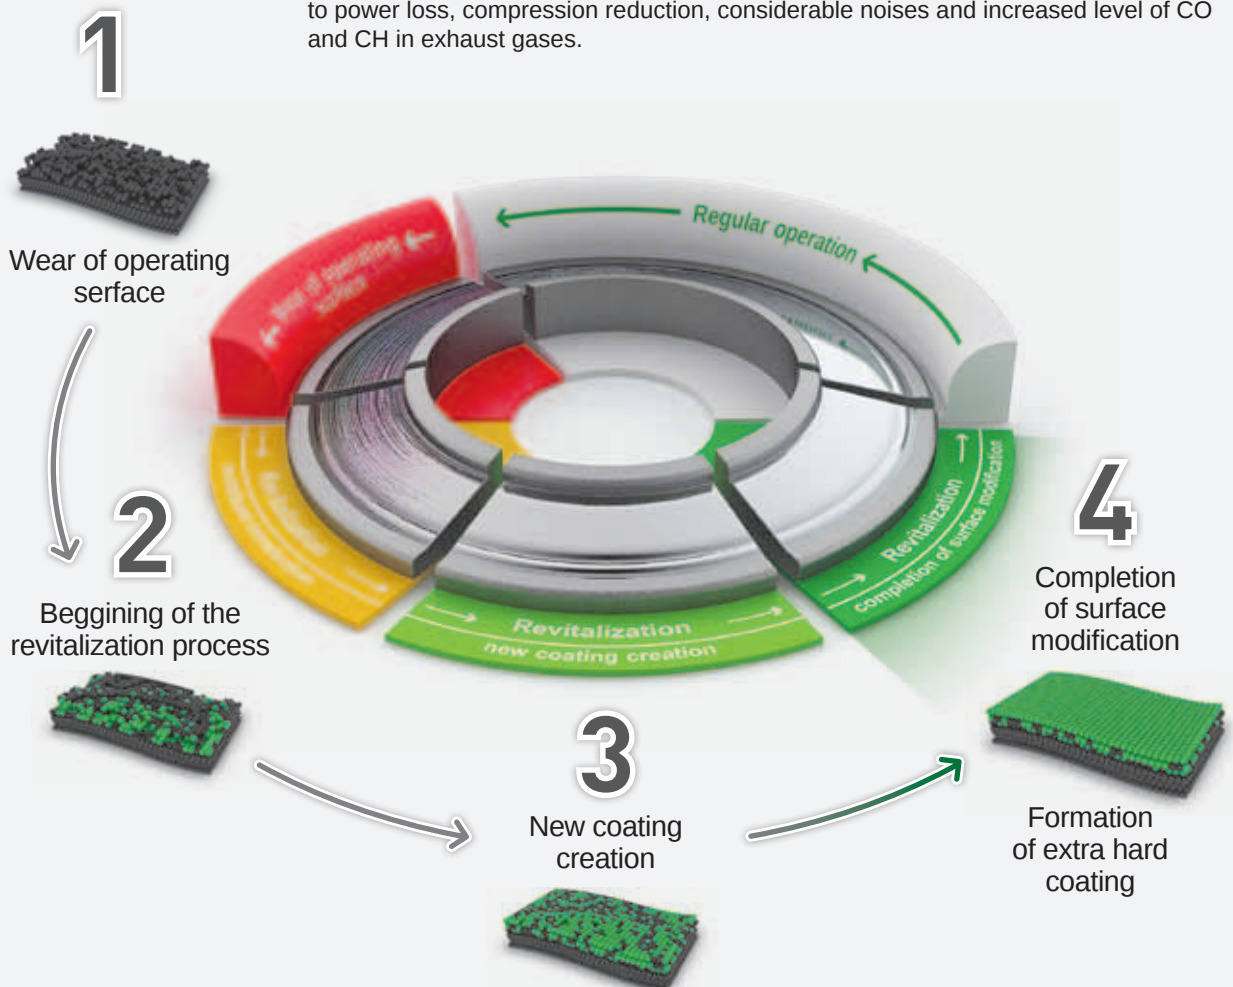 to power loss, compression reduction, considerable noises and increased level of CO
and CH in exhaust gases.
1
Wear of operating
serface
Regular operation
Wear of operating
surface
2
Beggining of the
revitalization process
Revitalization
completion of surface modification
Revitalization
new coating creation
4
Completion
of surface
modification
3
New coating
creation
Formation
of extra hard
coating